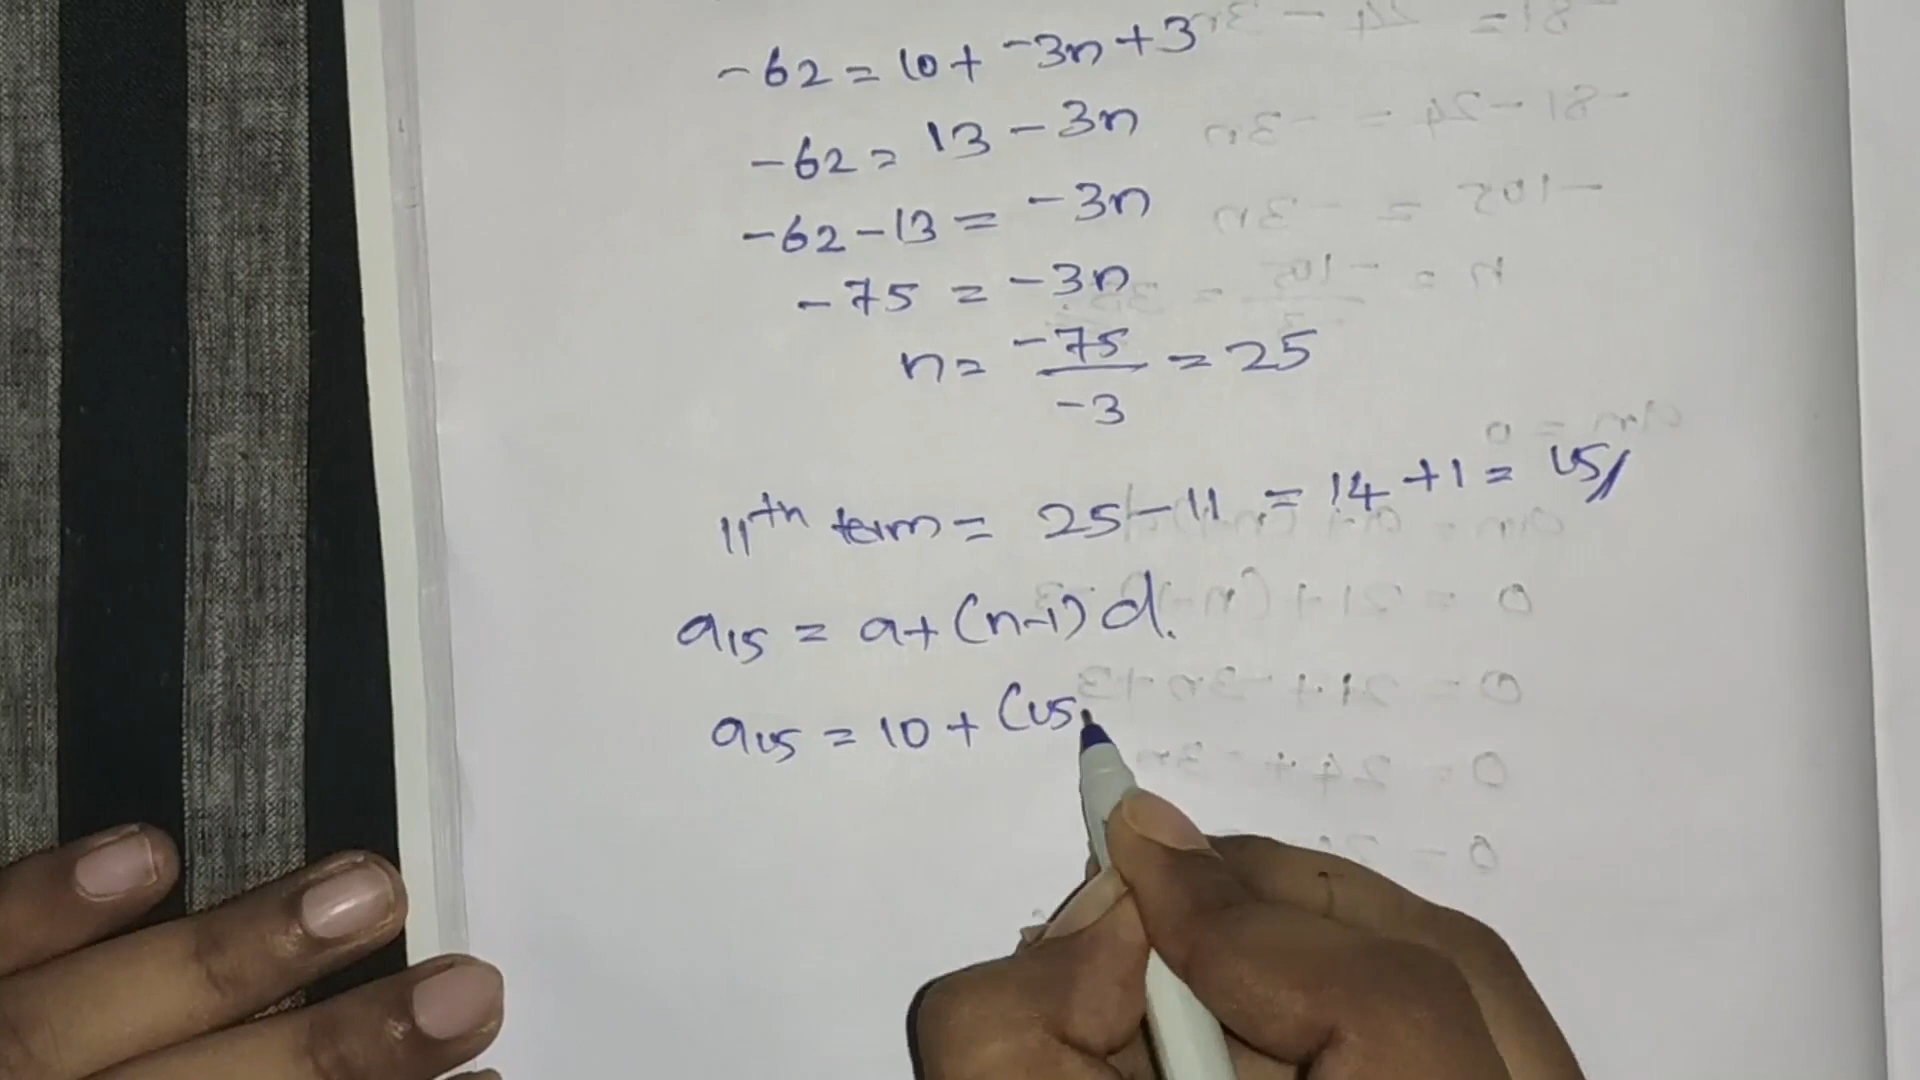 -62 = 10 + -3n + 3
-62 = 13 - 3n
-62 - 13 = -3n
-75 = -3n
n = -75/-3 = 25
11th term = 25 - 11 = 14 + 1 = 15/
a15 = a + (n-1) d.
a15 = 10 + (15